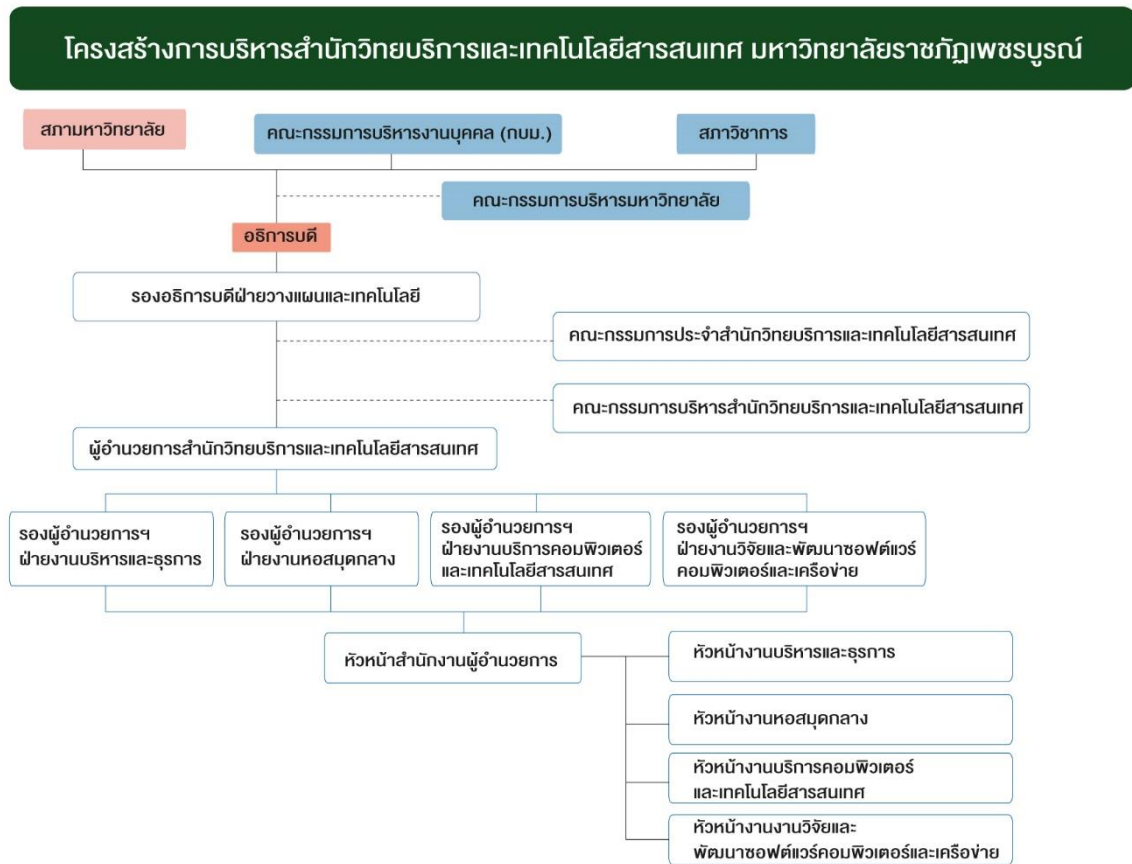 โครงสร้างการบริหารสำนักวิทยบริการและเทคโนโลยีสารสนเทศ มหาวิทยาลัยราชภัฏเพชรบูรณ์
สภามหาวิทยาลัย
คณะกรรมการบริหารงานบุคคล (กบม.)
สภาวิชาการ
คณะกรรมการบริหารมหาวิทยาลัย
อธิการบดี
รองอธิการบดีฝ่ายวางแผนและเทคโนโลยี
คณะกรรมการประจำสำนักวิทยบริการและเทคโนโลยีสารสนเทศ
คณะกรรมการบริหารสำนักวิทยบริการและเทคโนโลยีสารสนเทศ
ผู้อำนวยการสำนักวิทยบริการและเทคโนโลยีสารสนเทศ
รองผู้อำนวยการฯ
ฝ่ายงานบริหารและธุรการ
รองผู้อำนวยการฯ
ฝ่ายงานหอสมุดกลาง
รองผู้อำนวยการฯ
ฝ่ายงานบริการคอมพิวเตอร์
และเทคโนโลยีสารสนเทศ
รองผู้อำนวยการฯ
ฝ่ายงานวิจัยและพัฒนาซอฟต์แวร์
คอมพิวเตอร์และเครือข่าย
หัวหน้าสำนักงานผู้อำนวยการ
หัวหน้างานบริหารและธุรการ
หัวหน้างานหอสมุดกลาง
หัวหน้างานบริการคอมพิวเตอร์
และเทคโนโลยีสารสนเทศ
หัวหน้างานงานวิจัยและ
พัฒนาซอฟต์แวร์คอมพิวเตอร์และเครือข่าย